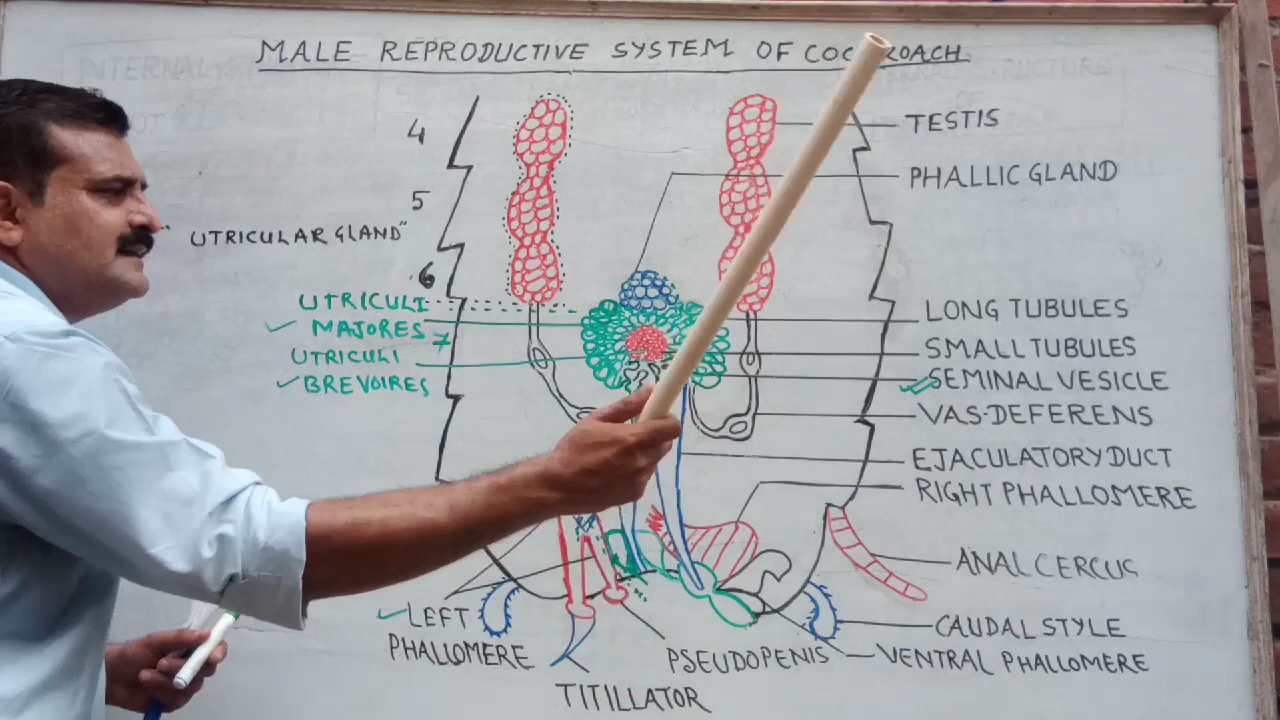 MALE REPRODUCTIVE SYSTEM OF COC ROACH
4
TESTIS
PHALLIC GLAND
5
" UTRICULAR GLAND"
6
UTRICULI
LONG TUBULES
MAJORES
7
SMALL TUBULES
UTRICULI
SEMINAL VESICLE
BREVOIRES
VAS-DEFERENS
EJACULATORY DUCT
RIGHT PHALLOMERE
ANAL CERCUS
LEFT
PHALLOMERE
CAUDAL STYLE
PSEUDOPENIS
VENTRAL PHALLOMERE
TITILLATOR